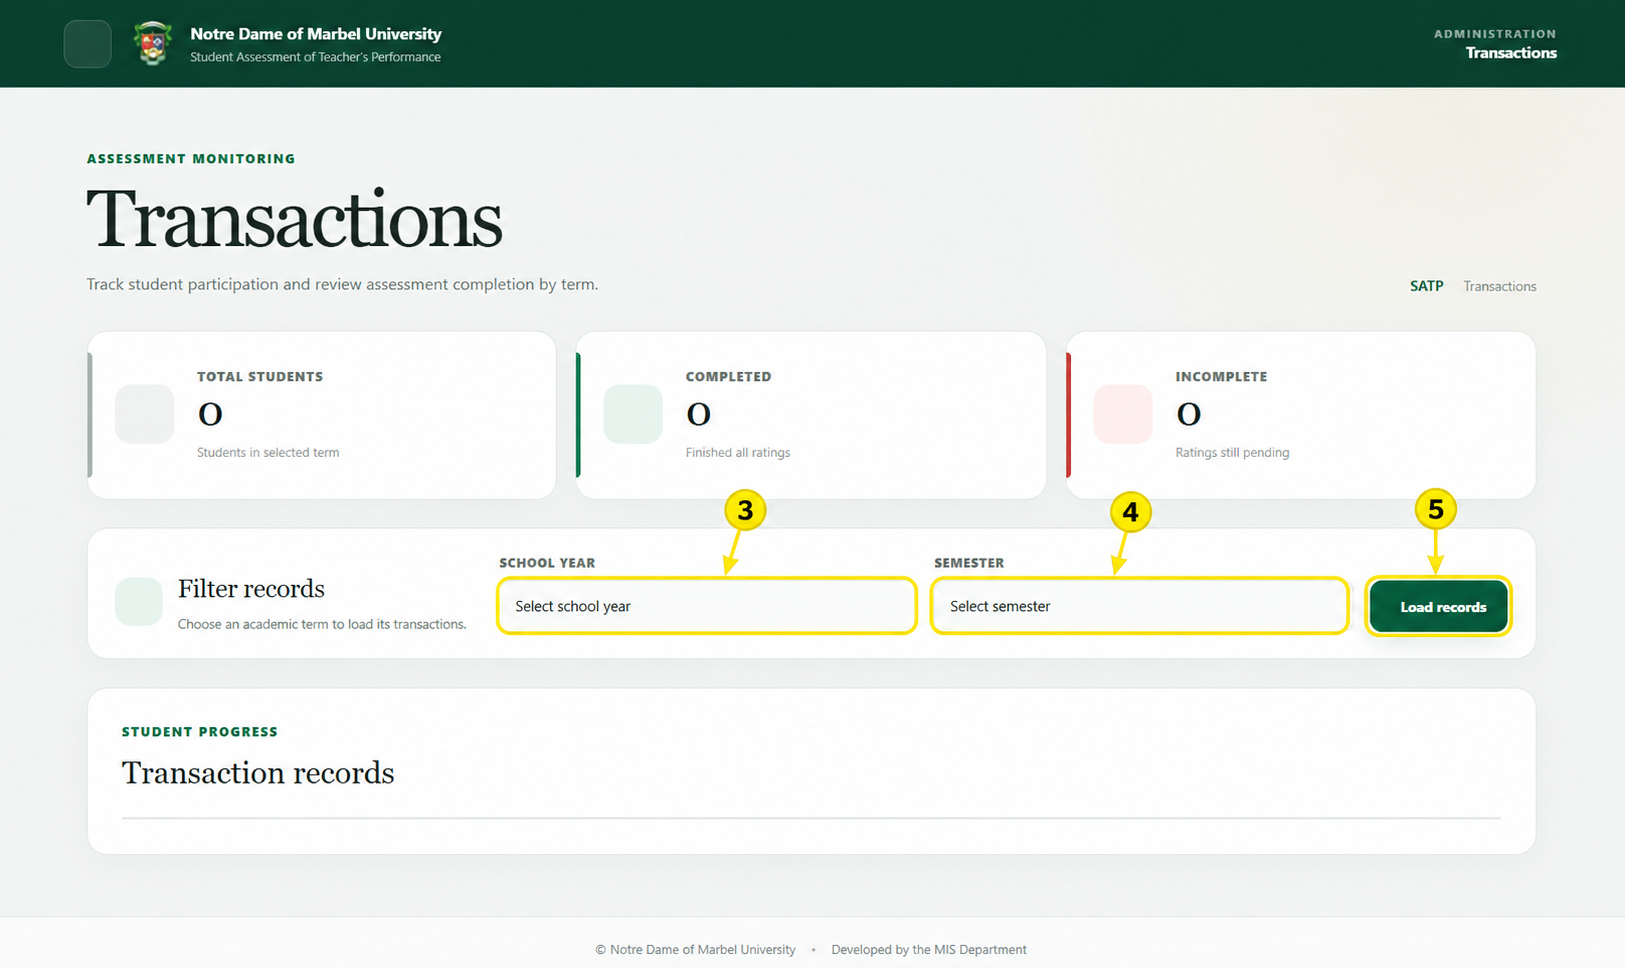 Notre Dame of Marbel University
Student Assessment of Teacher's Performance
ADMINISTRATION
Transactions
ASSESSMENT MONITORING
Transactions
Track student participation and review assessment completion by term.
SATP Transactions
TOTAL STUDENTS
0
Students in selected term
COMPLETED
0
Finished all ratings
INCOMPLETE
0
Ratings still pending
3
4
5
Filter records
Choose an academic term to load its transactions.
SCHOOL YEAR
Select school year
SEMESTER
Select semester
Load records
STUDENT PROGRESS
Transaction records
© Notre Dame of Marbel University • Developed by the MIS Department